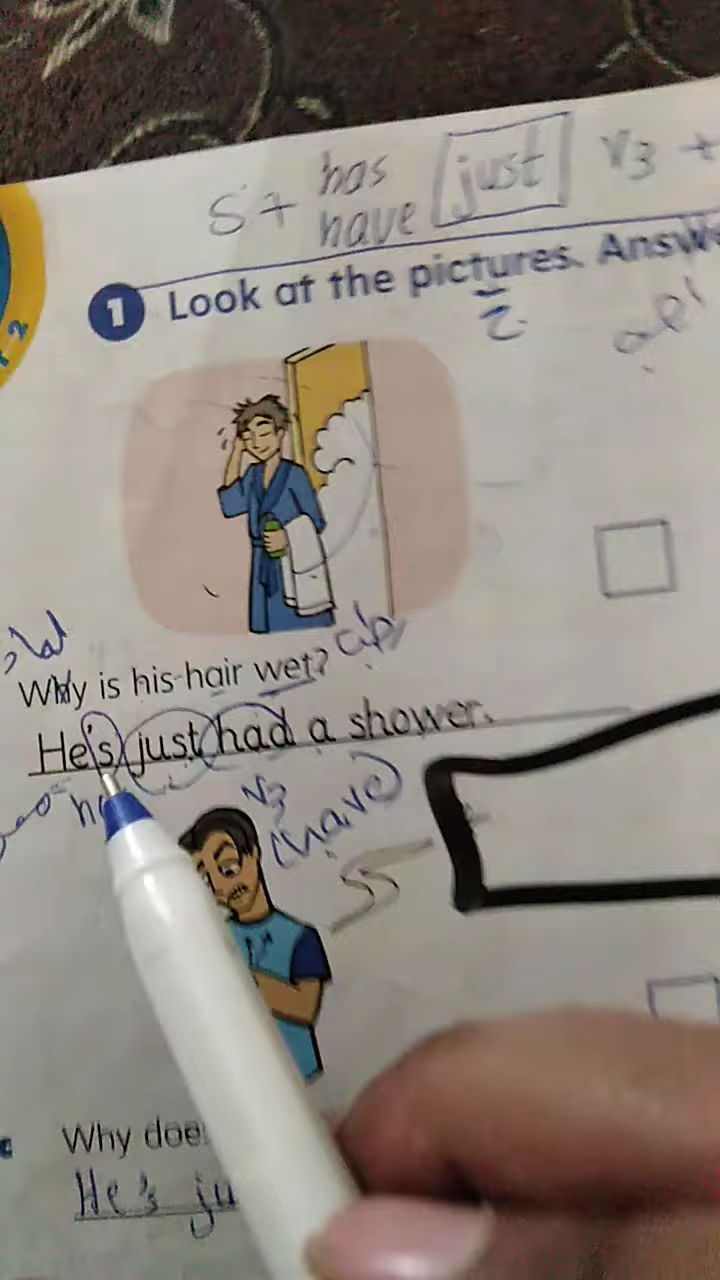 S + has have just V3 +
1 Look at the pictures. Answ
Why is his hair wet?
He's just had a shower.
V3
(have)
Why doe
He's ju